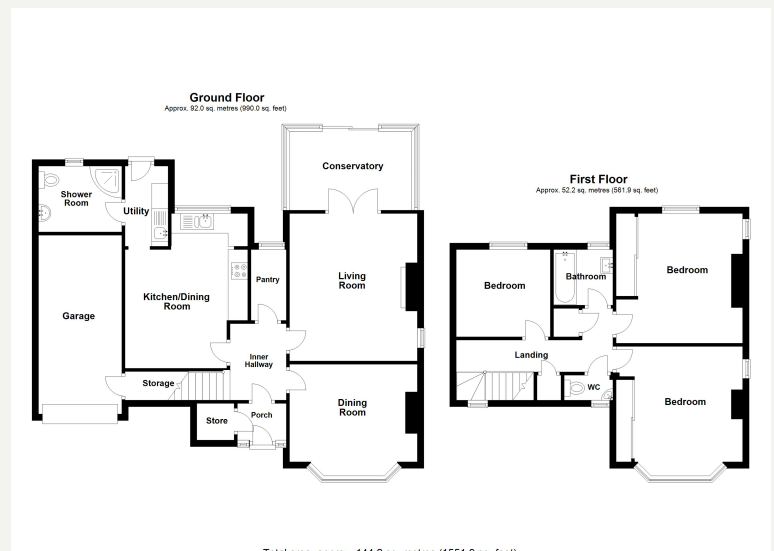 Ground Floor
Approx. 92.0 sq. metres (990.0 sq. feet)
Conservatory
Shower
Room
Utility
Living
Room
Pantry
Kitchen/Dining
Room
Garage
Inner
Hallway
Storage
Dining
Room
Store
Porch
First Floor
Approx. 52.2 sq. metres (561.9 sq. feet)
Bedroom
Bathroom
Bedroom
Landing
WC
Bedroom